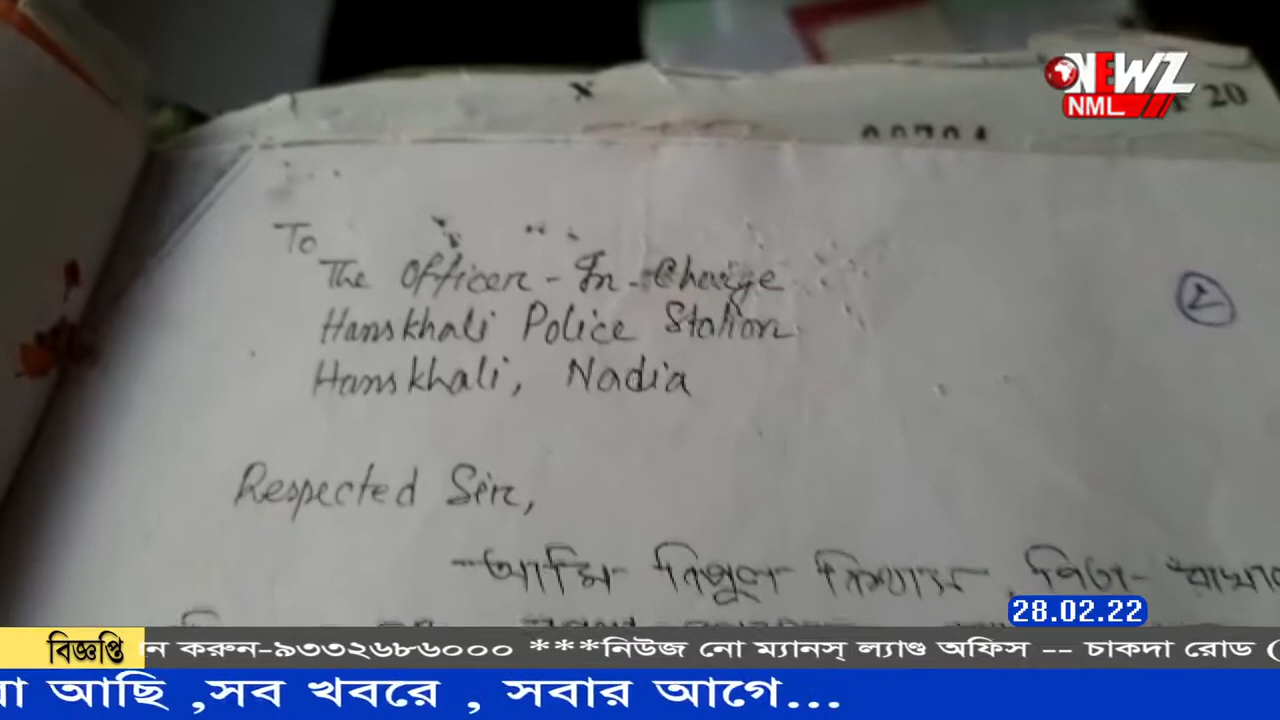 NEWZ
NML
20
To
The Officer-In-Charge
Hanskhali Police Station
Hanskhali, Nadia
Respected Sir,
আমি বিপুল বিশ্বাস, পিতা-
28.02.22
বিজ্ঞপ্তি
ন করুন-৯৩৩২৬৮৬০০০ ***নিউজ নো ম্যানস্ ল্যাণ্ড অফিস -- চাকদা রোড (
রা আছি ,সব খবরে , সবার আগে...